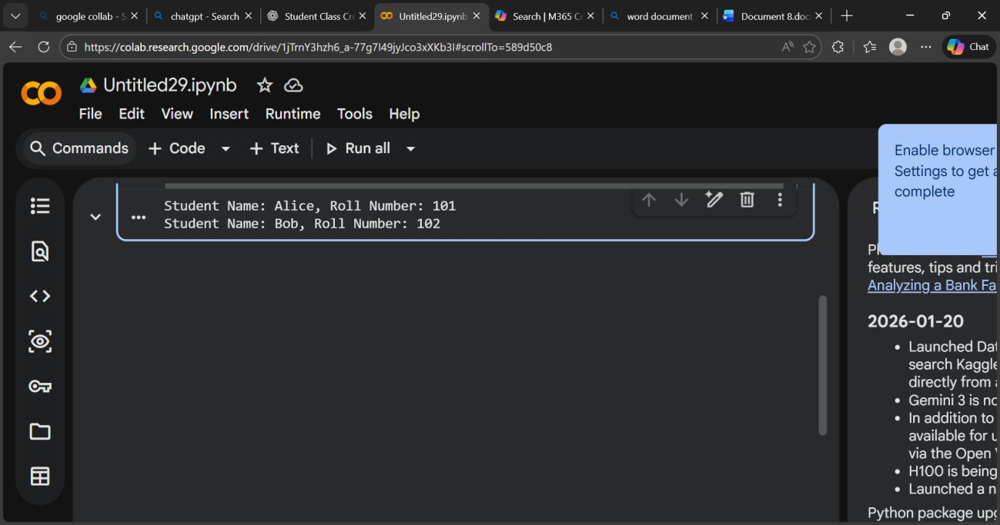 google collab - S
chatgpt - Search
Student Class Cre
Untitled29.ipynb
Search | M365 C
word document
Document 8.doc
https://colab.research.google.com/drive/1jTrnY3hzh6_a-77g7I49jyJco3xXKb3I#scrollTo=589d50c8
Chat
Untitled29.ipynb
File Edit View Insert Runtime Tools Help
Commands + Code + Text Run all
Enable browser
Settings to get a
complete
Student Name: Alice, Roll Number: 101
Student Name: Bob, Roll Number: 102
features, tips and tri
Analyzing a Bank Fa
2026-01-20
Launched Dat
search Kaggle
directly from a
Gemini 3 is no
In addition to
available for u
via the Open
H100 is being
Launched a n
Python package upg